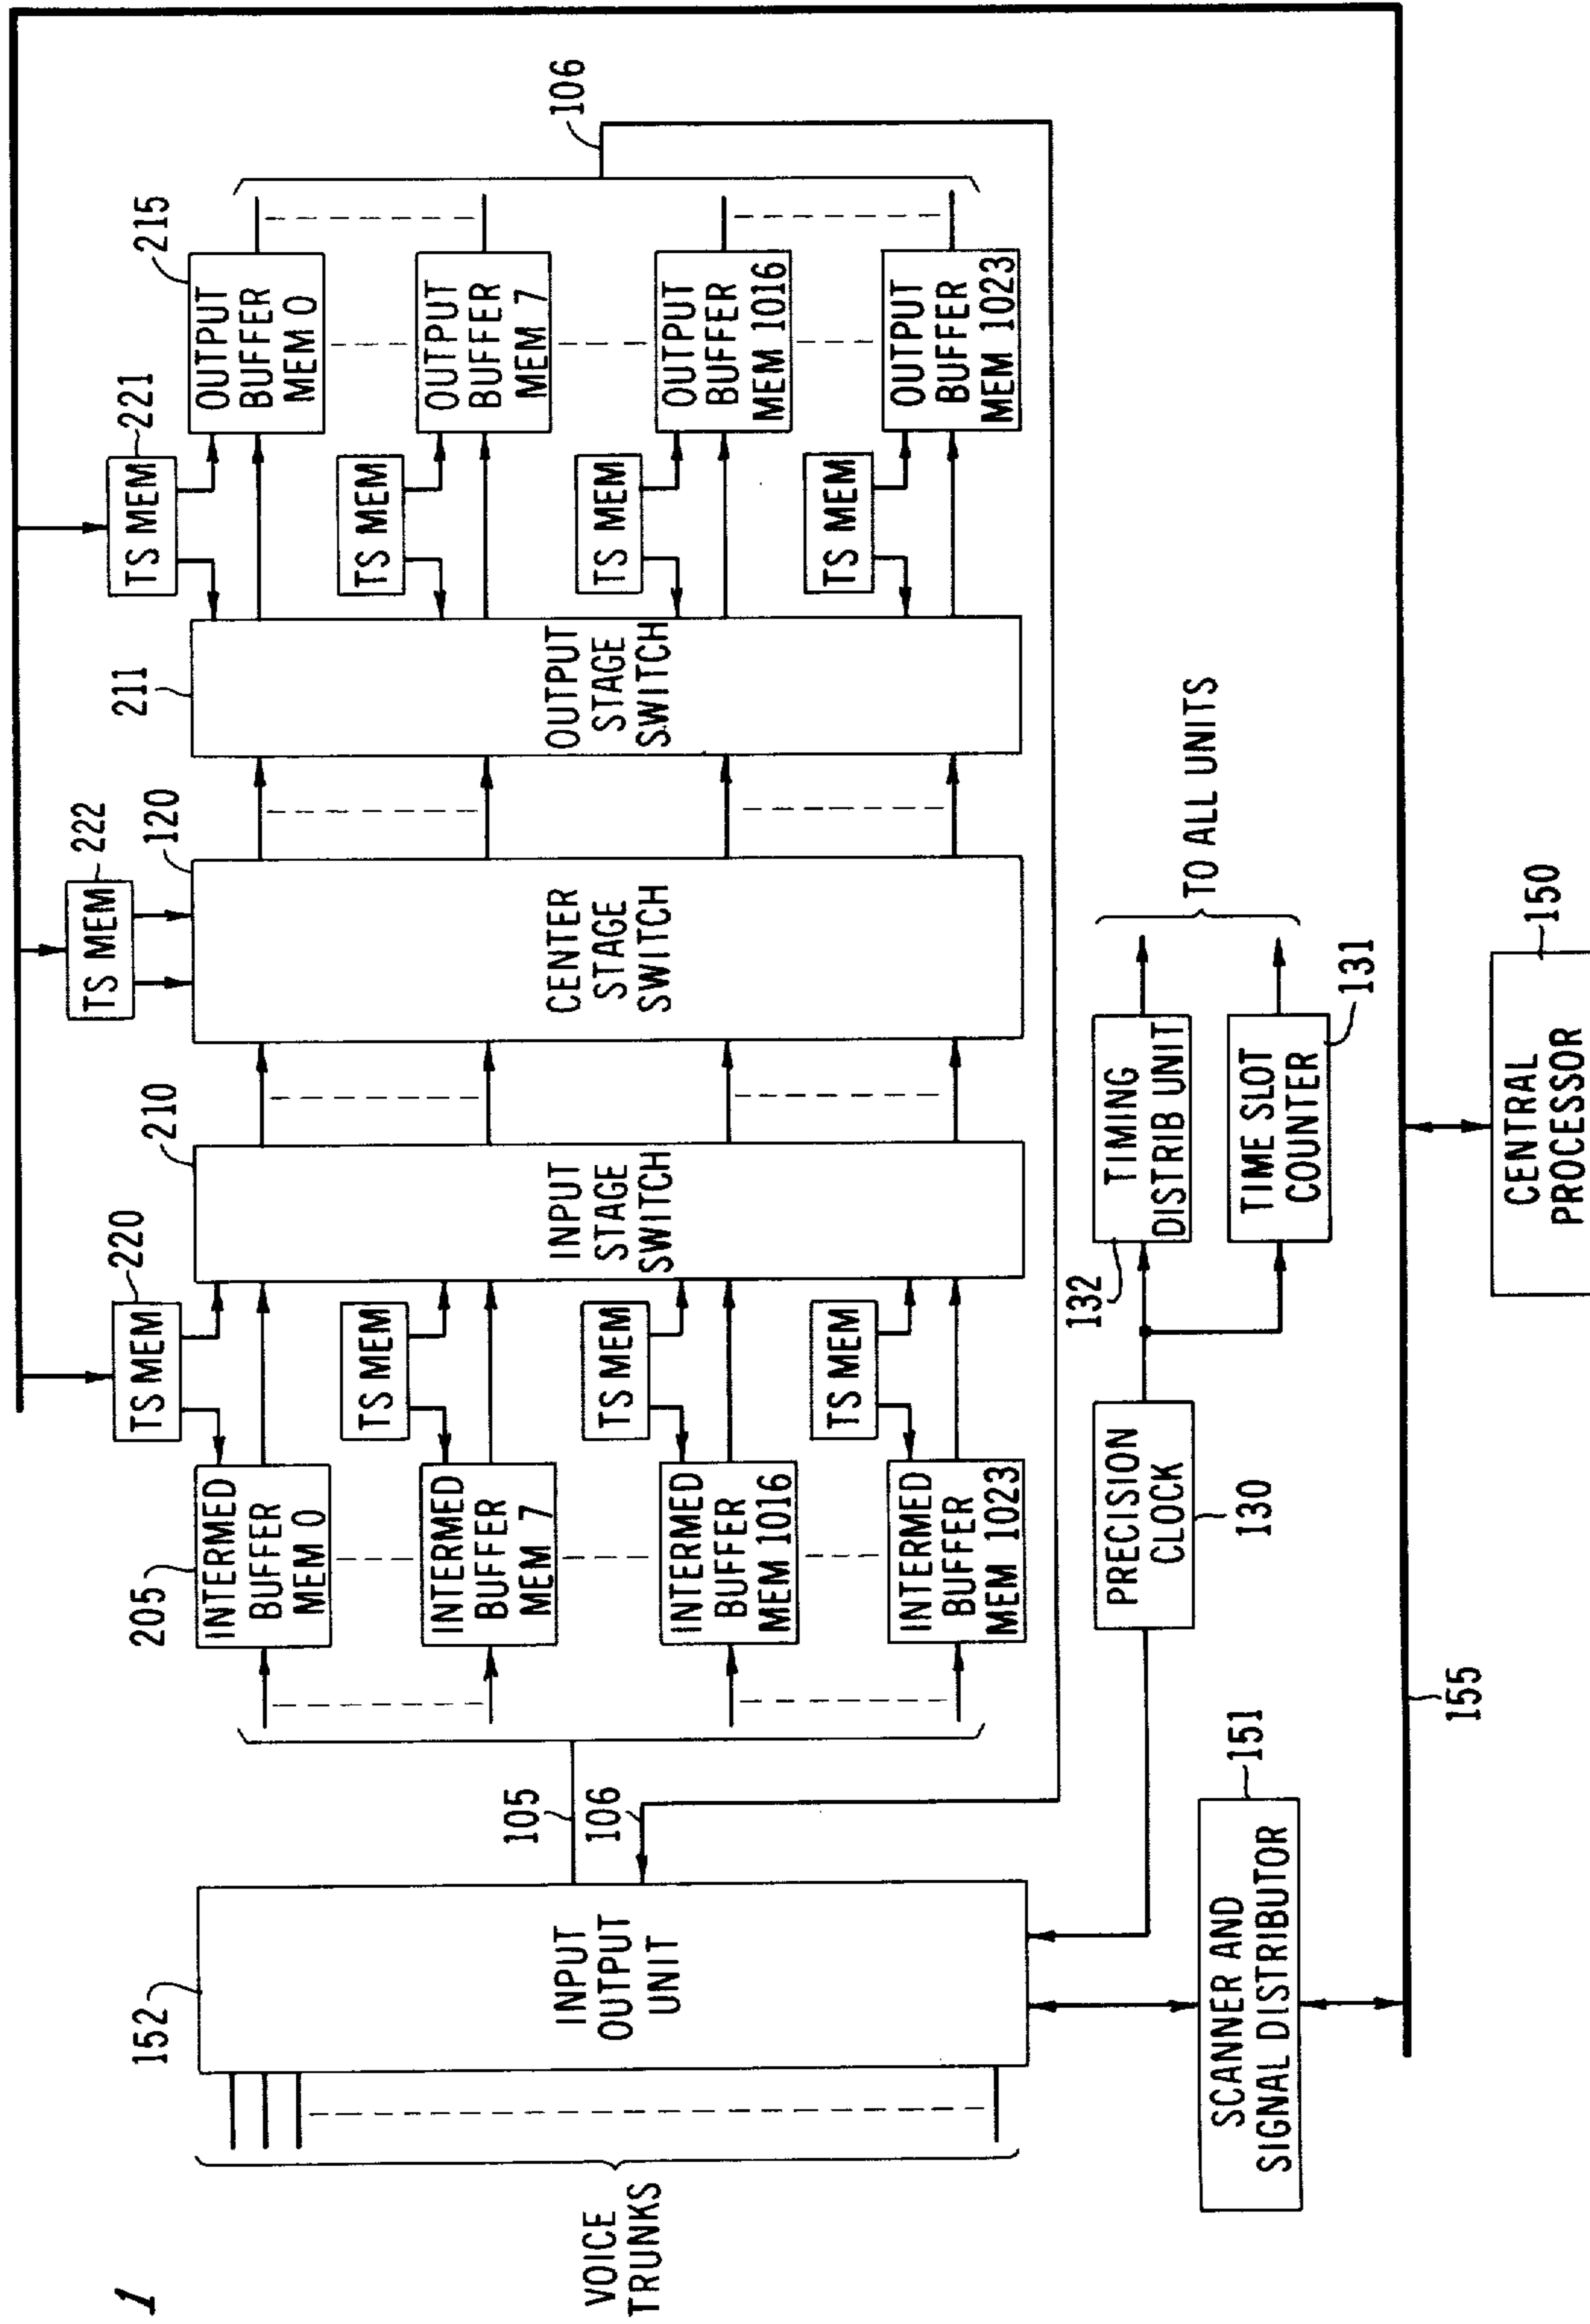 1
VOICE
TRUNKS
152
INPUT
OUTPUT
UNIT
105
106
205
INTERMED
BUFFER
MEM 0
INTERMED
BUFFER
MEM 7
INTERMED
BUFFER
MEM 1016
INTERMED
BUFFER
MEM 1023
220
TS MEM
TS MEM
TS MEM
TS MEM
210
INPUT
STAGE
SWITCH
222
TS MEM
120
CENTER
STAGE
SWITCH
211
OUTPUT
STAGE
SWITCH
221
TS MEM
TS MEM
TS MEM
TS MEM
215
OUTPUT
BUFFER
MEM 0
OUTPUT
BUFFER
MEM 7
OUTPUT
BUFFER
MEM 1016
OUTPUT
BUFFER
MEM 1023
106
PRECISION
CLOCK
130
132
TIMING
DISTRIB UNIT
TIME SLOT
COUNTER
131
TO ALL UNITS
SCANNER AND
SIGNAL DISTRIBUTOR
151
155
CENTRAL
PROCESSOR
150